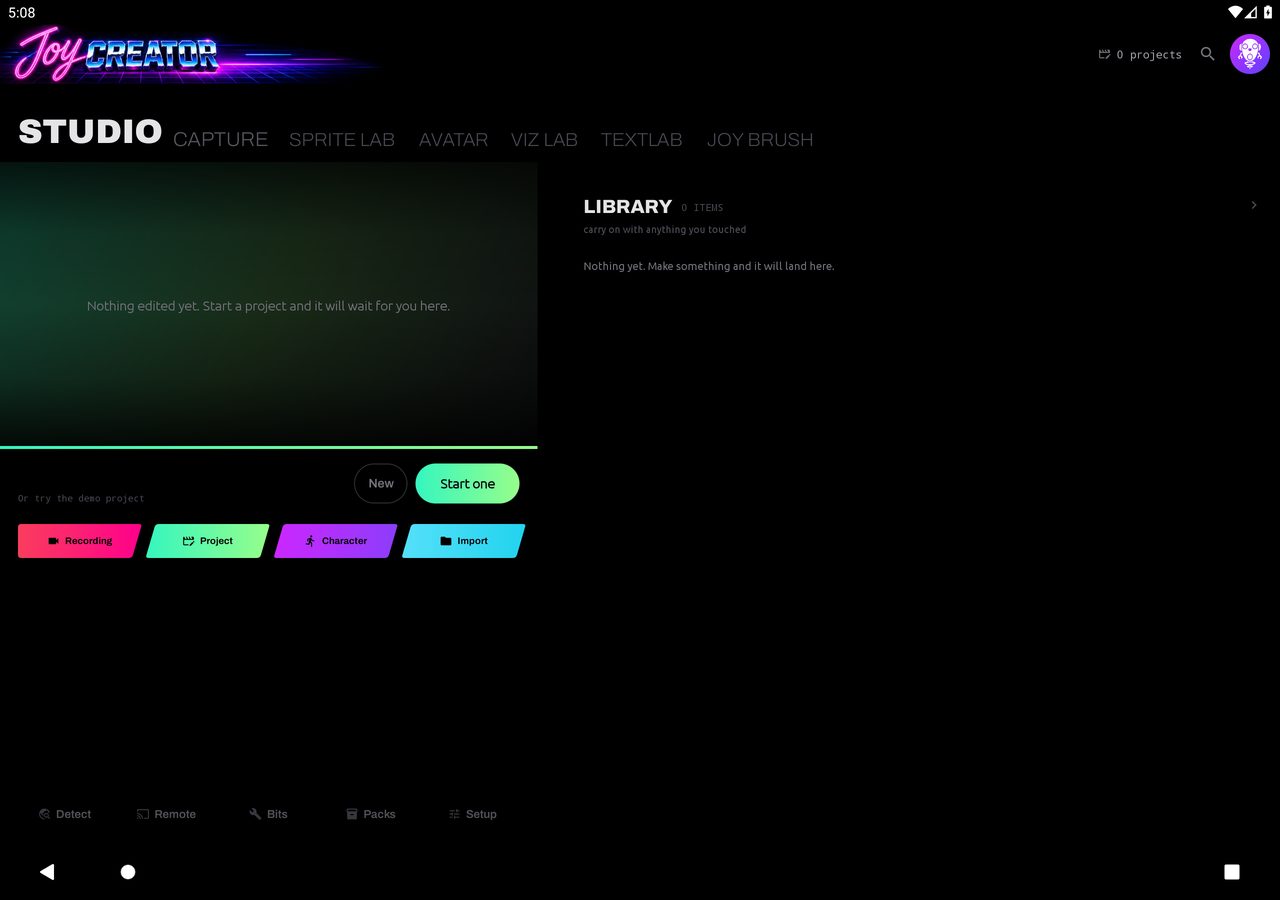 5:08
Joy CREATOR
0 projects
STUDIO CAPTURE SPRITE LAB AVATAR VIZ LAB TEXTLAB JOY BRUSH
Nothing edited yet. Start a project and it will wait for you here.
LIBRARY 0 ITEMS
carry on with anything you touched
Nothing yet. Make something and it will land here.
Or try the demo project
New
Start one
Recording
Project
Character
Import
Detect
Remote
Bits
Packs
Setup